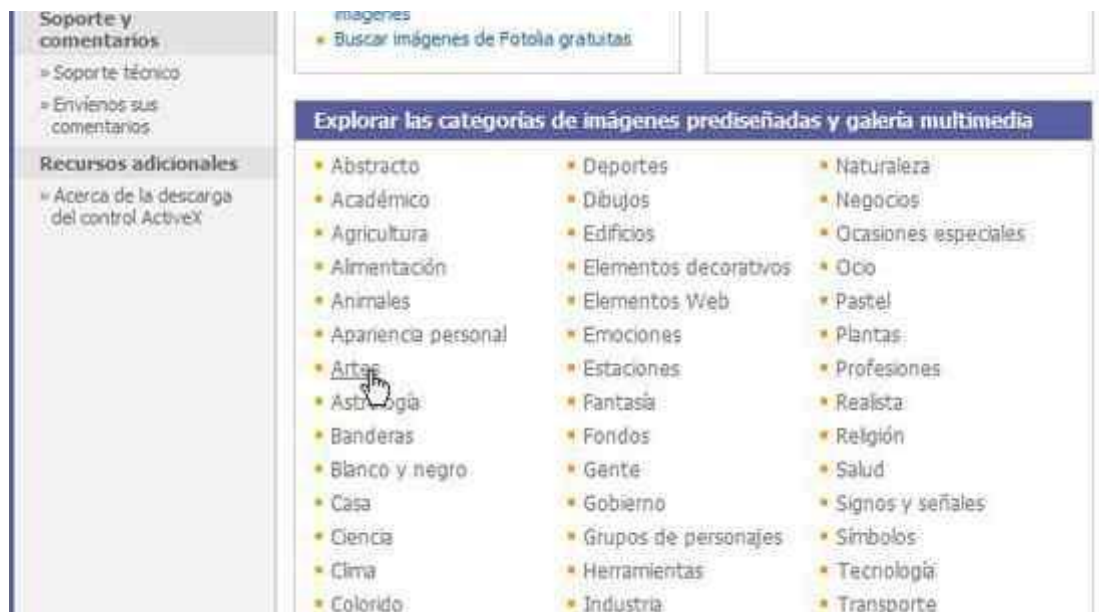 Soporte y
comentarios
» Soporte técnico
» Envíenos sus
comentarios
Recursos adicionales
» Acerca de la descarga
del control ActiveX
imágenes
Buscar imágenes de Fotolia gratuitas
Explorar las categorías de imágenes prediseñadas y galería multimedia
Abstracto
Académico
Agricultura
Alimentación
Animales
Apariencia personal
Artes
Astrología
Banderas
Blanco y negro
Casa
Ciencia
Clima
Colorido
Deportes
Dibujos
Edificios
Elementos decorativos
Elementos Web
Emociones
Estaciones
Fantasía
Fondos
Gente
Gobierno
Grupos de personajes
Herramientas
Industria
Naturaleza
Negocios
Ocasiones especiales
Ocio
Pastel
Plantas
Profesiones
Realista
Religión
Salud
Signos y señales
Símbolos
Tecnología
Transporte